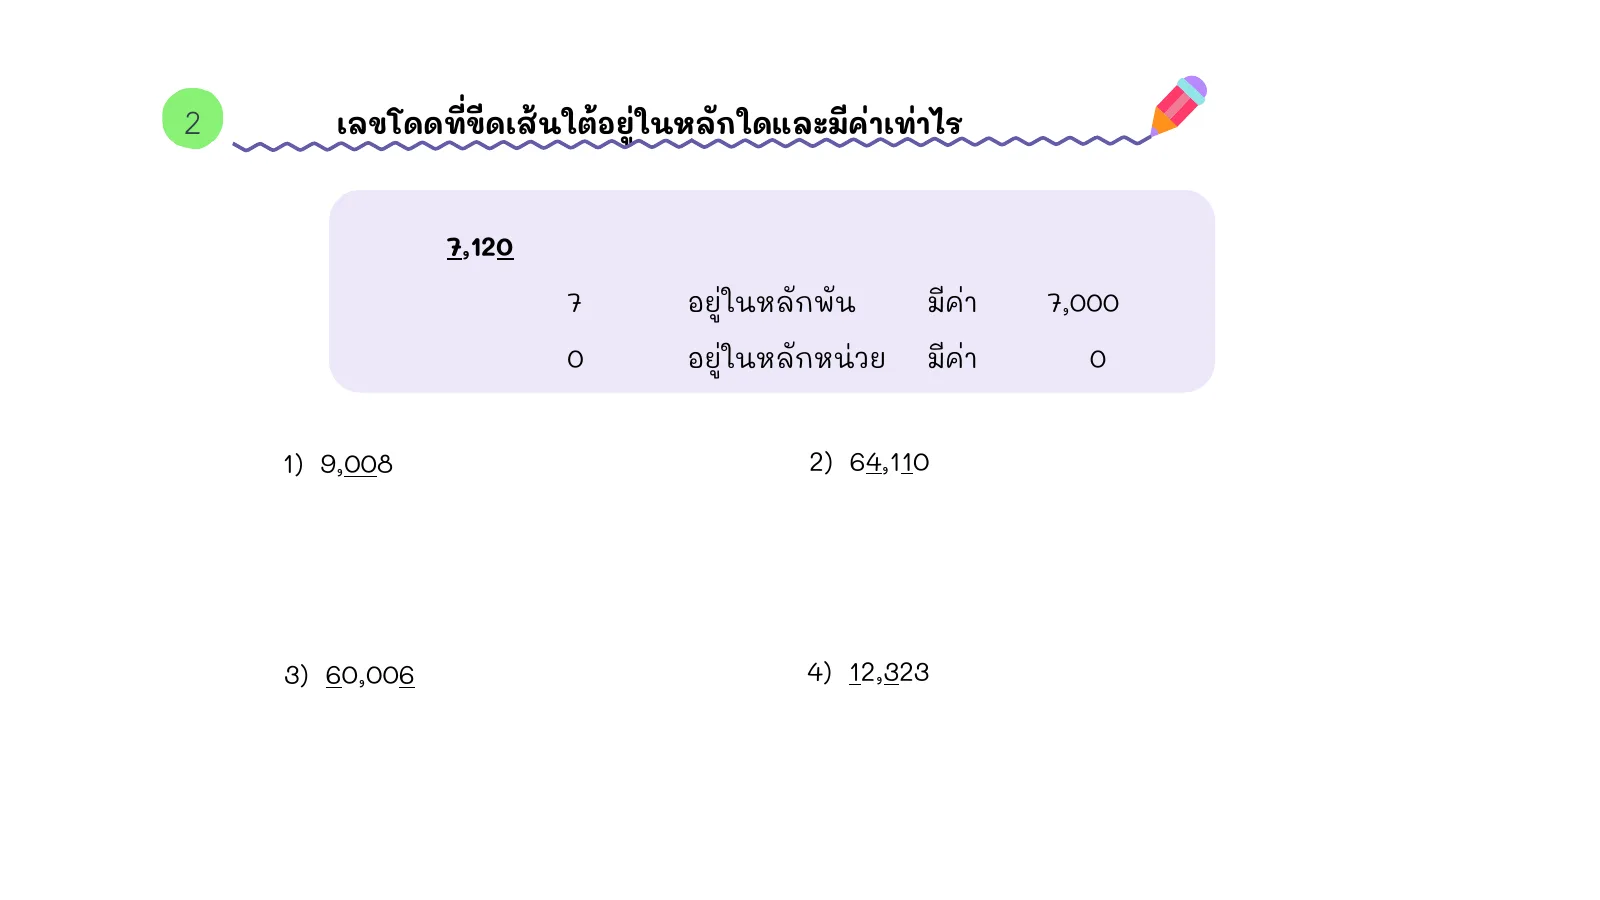 2
เลขโดดที่ขีดเส้นใต้อยู่ในหลักใดและมีค่าเท่าไร
7,120
7 อยู่ในหลักพัน มีค่า 7,000
0 อยู่ในหลักหน่วย มีค่า 0
1) 9,008
2) 64,110
3) 60,006
4) 12,323